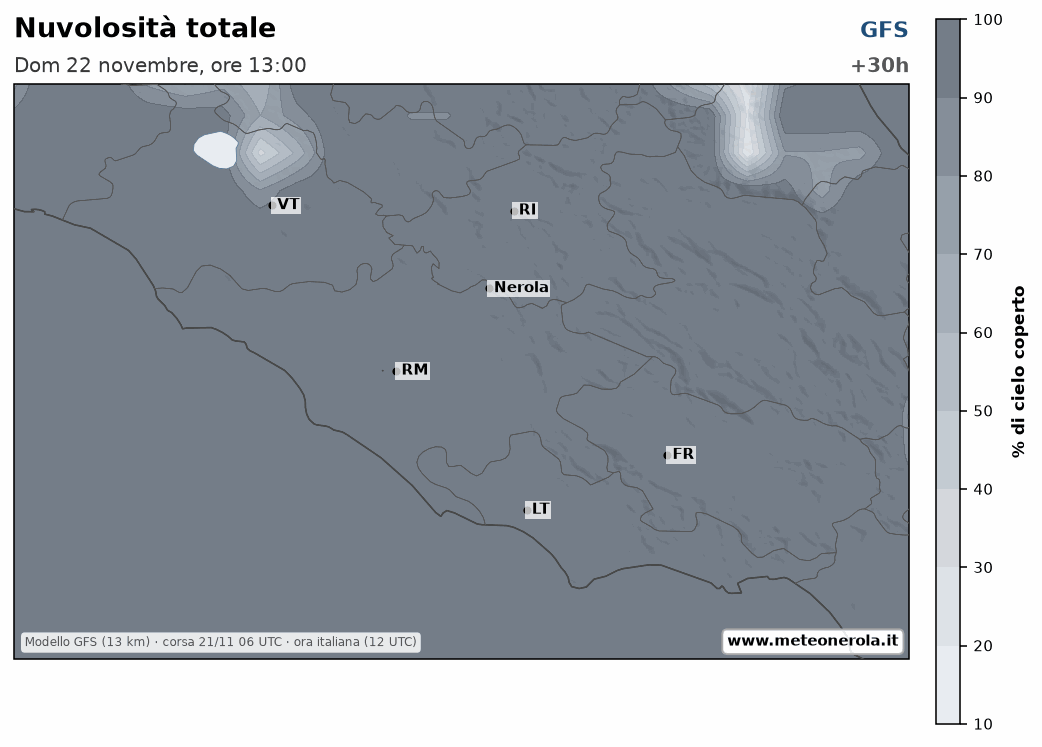 Nuvolosità totale
GFS
Dom 22 novembre, ore 13:00
+30h
VT
RI
Nerola
RM
FR
LT
Modello GFS (13 km) · corsa 21/11 06 UTC · ora italiana (12 UTC)
www.meteonerola.it
100
90
80
70
60
50
40
30
20
10
% di cielo coperto